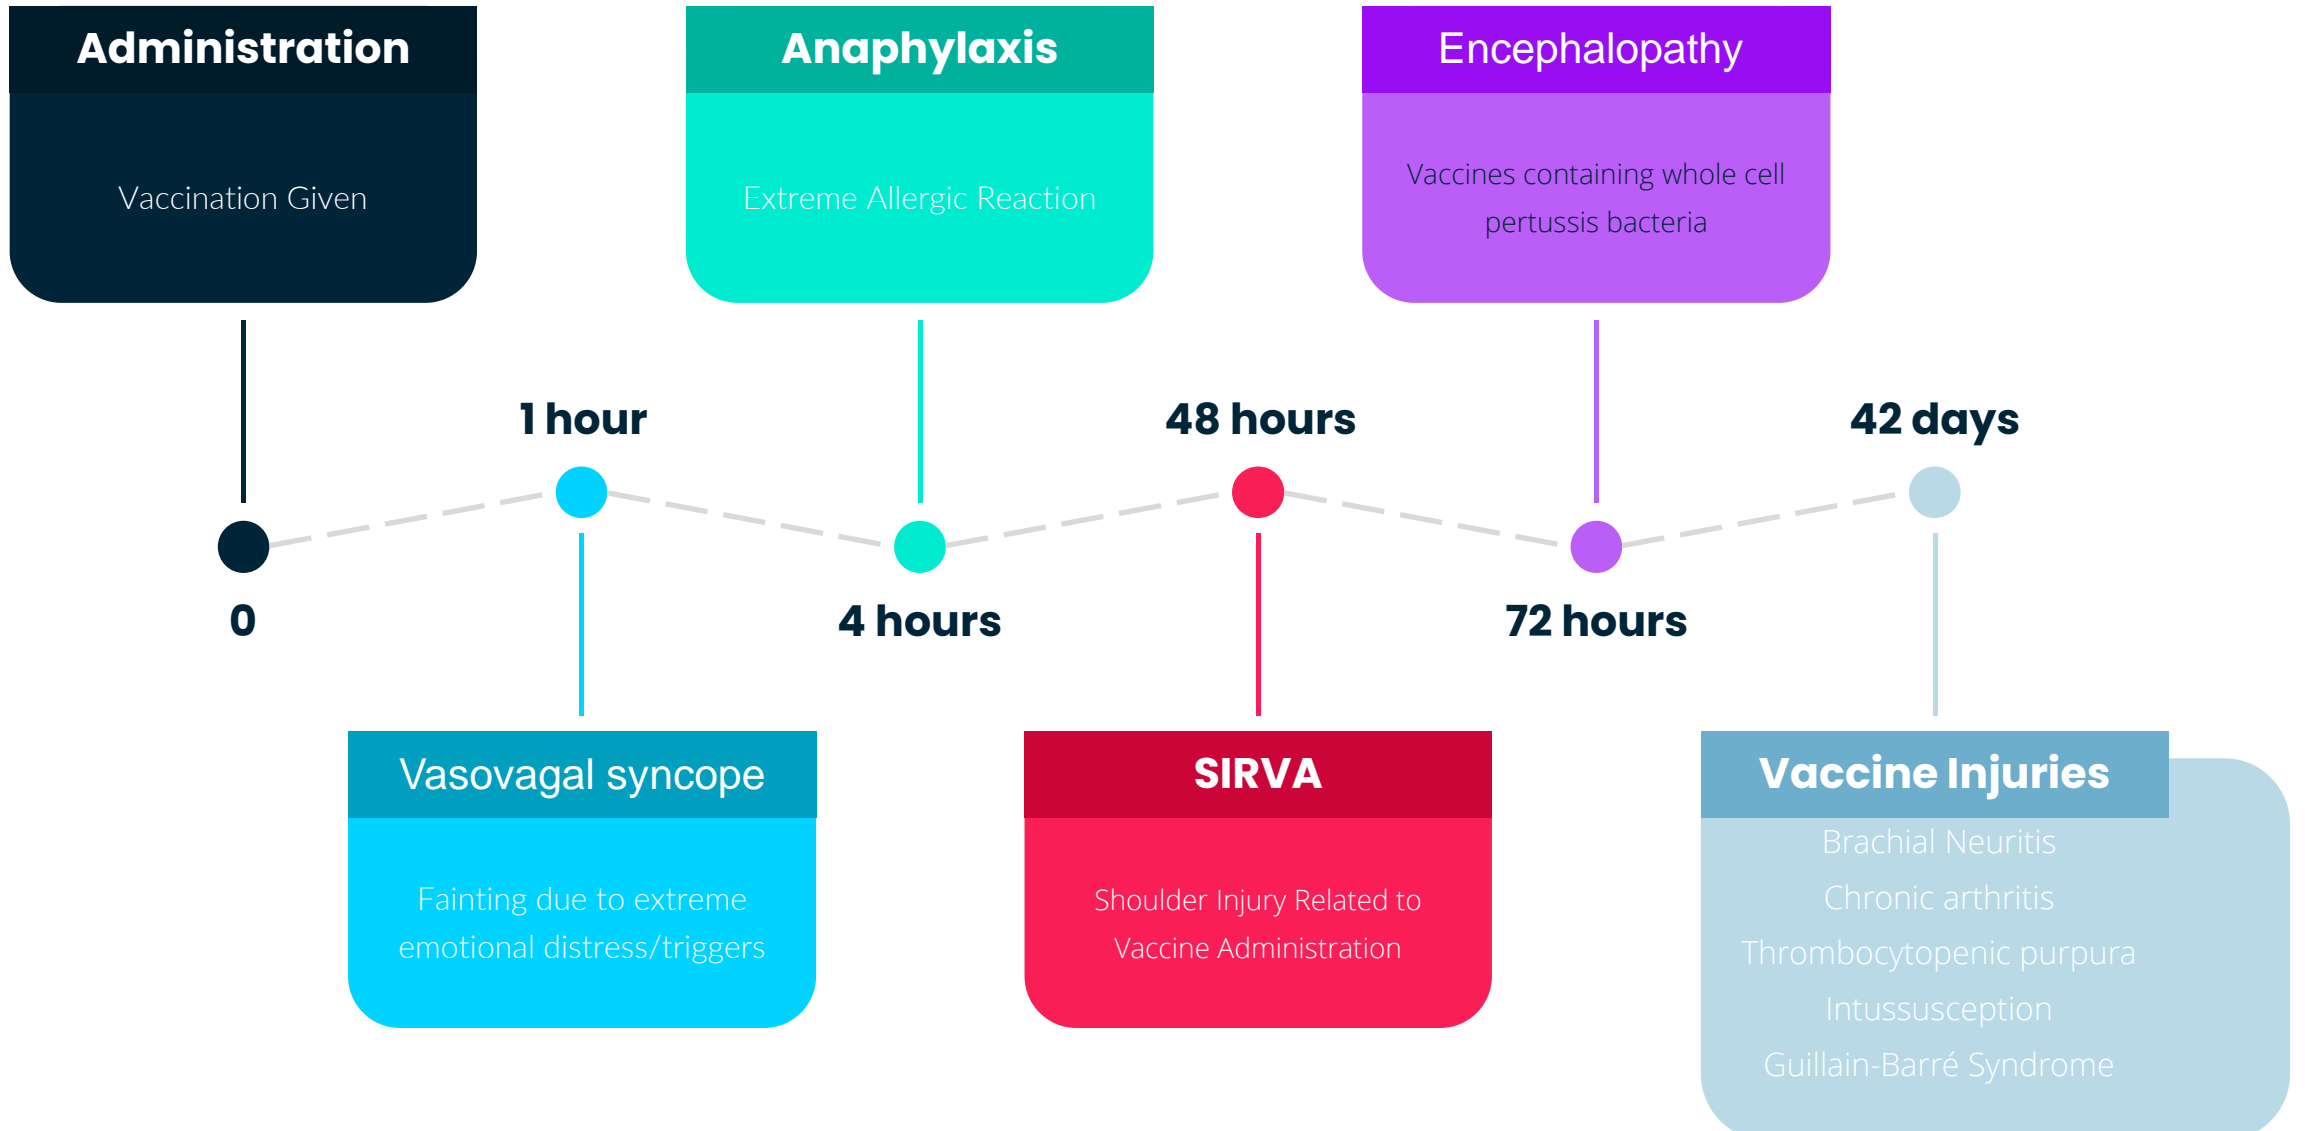 Administration
Vaccination Given
0
1 hour
Vasovagal syncope
Fainting due to extreme
emotional distress/triggers
Anaphylaxis
Extreme Allergic Reaction
4 hours
48 hours
SIRVA
Shoulder Injury Related to
Vaccine Administration
Encephalopathy
Vaccines containing whole cell
pertussis bacteria
72 hours
42 days
Vaccine Injuries
Brachial Neuritis
Chronic arthritis
Thrombocytopenic purpura
Intussusception
Guillain-Barré Syndrome